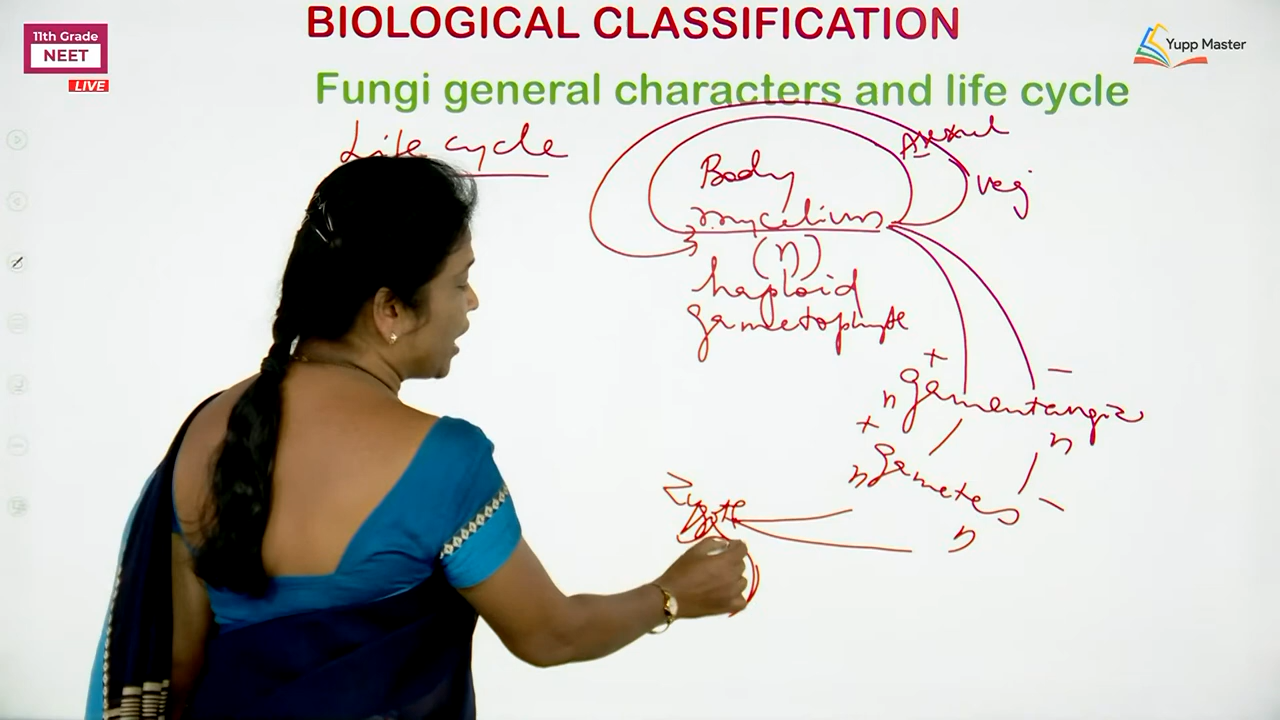 11th Grade
NEET
LIVE
BIOLOGICAL CLASSIFICATION
Yupp Master
Fungi general characters and life cycle
Life cycle
Asexual
Veg
Body
mycelium
(n)
haploid
gametophyte
+ −
n gamentangia
n
+
n gametes −
n
Zygote